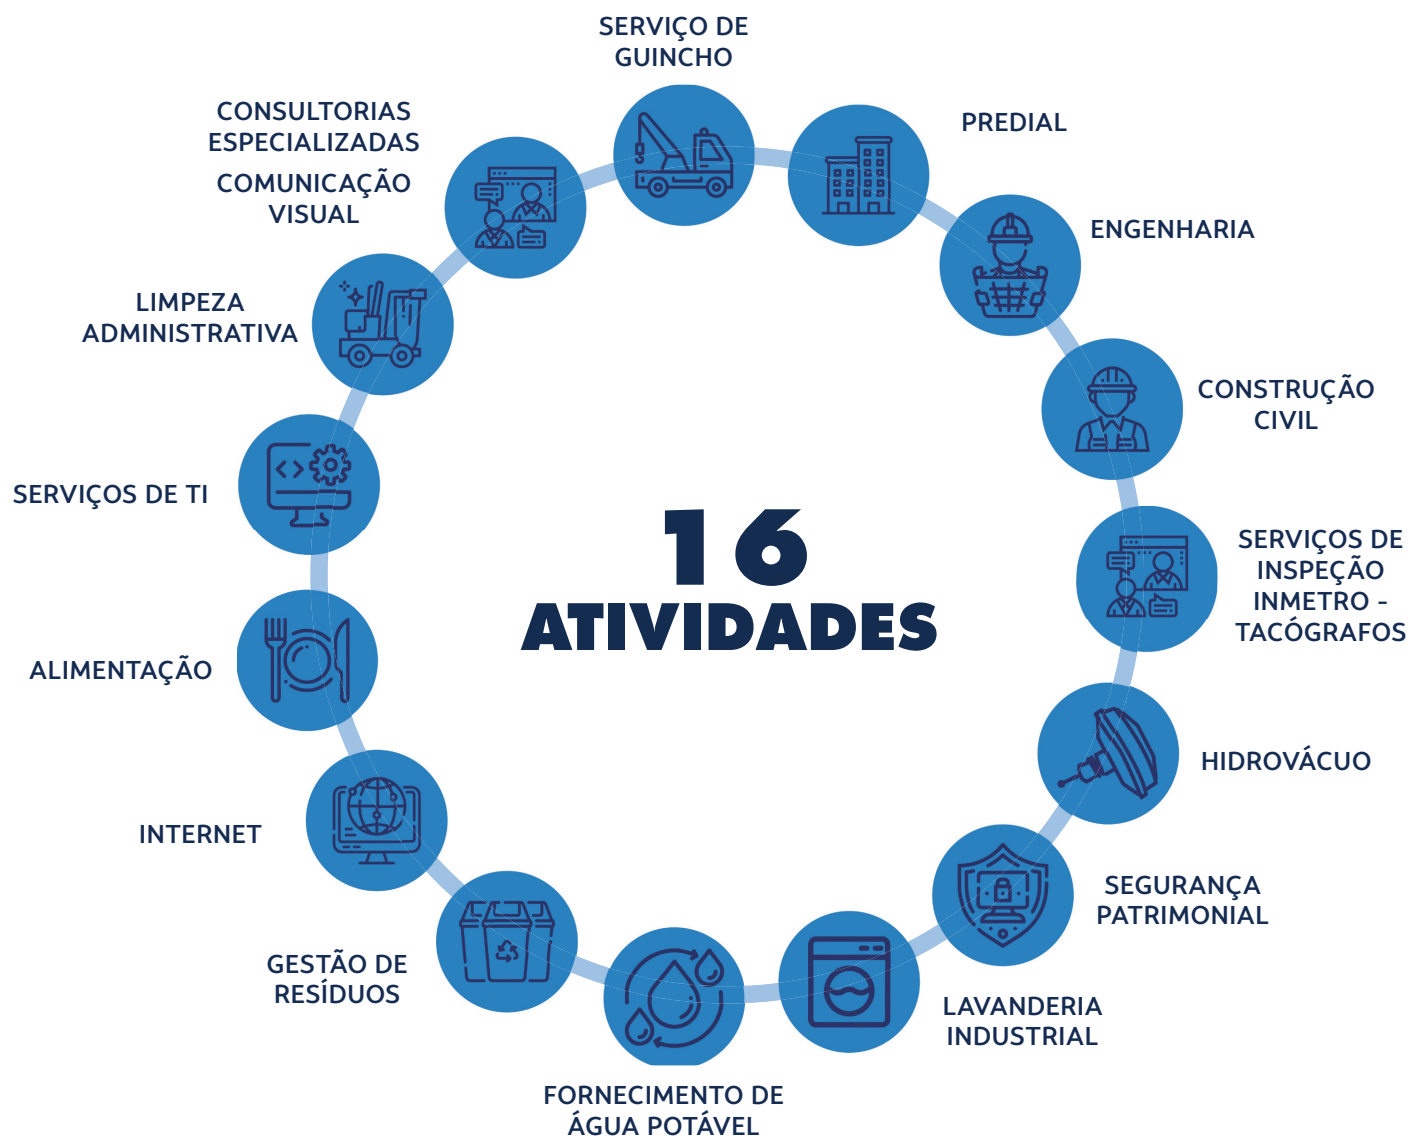 SERVIÇO DE
GUINCHO
PREDIAL
ENGENHARIA
CONSTRUÇÃO
CIVIL
SERVIÇOS DE
INSPEÇÃO
INMETRO -
TACÓGRAFOS
HIDROVÁCUO
SEGURANÇA
PATRIMONIAL
LAVANDERIA
INDUSTRIAL
FORNECIMENTO DE
ÁGUA POTÁVEL
GESTÃO DE
RESÍDUOS
INTERNET
ALIMENTAÇÃO
SERVIÇOS DE TI
LIMPEZA
ADMINISTRATIVA
CONSULTORIAS
ESPECIALIZADAS
COMUNICAÇÃO
VISUAL
16
ATIVIDADES